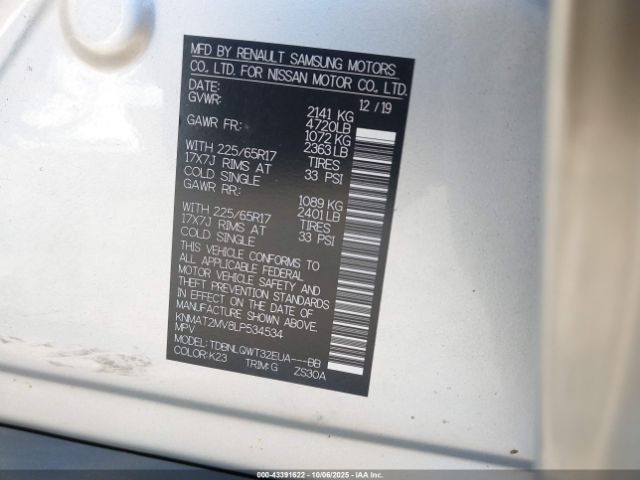 MFD BY RENAULT SAMSUNG MOTORS
CO., LTD. FOR NISSAN MOTOR CO., LTD.
DATE: 12 / 19
GVWR: 2141 KG
4720LB
GAWR FR: 1072 KG
2363 LB
WITH 225/65R17 TIRES
17X7J RIMS AT 33 PSI
COLD SINGLE
GAWR RR: 1089 KG
2401LB
WITH 225/65R17 TIRES
17X7J RIMS AT 33 PSI
COLD SINGLE
THIS VEHICLE CONFORMS TO
ALL APPLICABLE FEDERAL
MOTOR VEHICLE SAFETY AND
THEFT PREVENTION STANDARDS
IN EFFECT ON THE DATE OF
MANUFACTURE SHOWN ABOVE.
KNMAT2MV8LP534534
MPV
MODEL: TDBNLQWT32EUA---BB
COLOR: K23 TRIM:G ZS30A
000-43391622 - 10/06/2025 - IAAI, Inc.